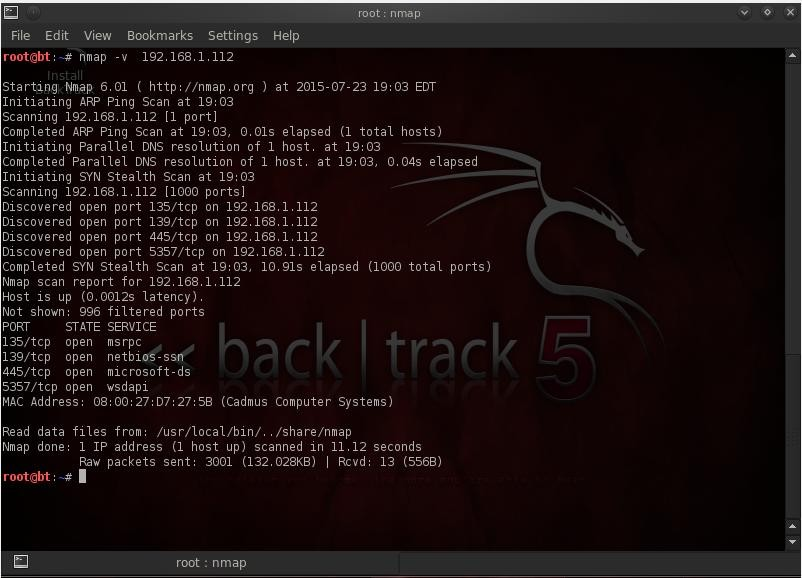 root : nmap
File Edit View Bookmarks Settings Help
root@bt:~# nmap -v  192.168.1.112
Install
Starting Nmap 6.01 ( http://nmap.org ) at 2015-07-23 19:03 EDT
Initiating ARP Ping Scan at 19:03
Scanning 192.168.1.112 [1 port]
Completed ARP Ping Scan at 19:03, 0.01s elapsed (1 total hosts)
Initiating Parallel DNS resolution of 1 host. at 19:03
Completed Parallel DNS resolution of 1 host. at 19:03, 0.04s elapsed
Initiating SYN Stealth Scan at 19:03
Scanning 192.168.1.112 [1000 ports]
Discovered open port 135/tcp on 192.168.1.112
Discovered open port 139/tcp on 192.168.1.112
Discovered open port 445/tcp on 192.168.1.112
Discovered open port 5357/tcp on 192.168.1.112
Completed SYN Stealth Scan at 19:03, 10.91s elapsed (1000 total ports)
Nmap scan report for 192.168.1.112
Host is up (0.0012s latency).
Not shown: 996 filtered ports
PORT     STATE SERVICE
135/tcp  open  msrpc
139/tcp  open  netbios-ssn
445/tcp  open  microsoft-ds
5357/tcp open  wsdapi
<< back | track 5
MAC Address: 08:00:27:D7:27:5B (Cadmus Computer Systems)
Read data files from: /usr/local/bin/../share/nmap
Nmap done: 1 IP address (1 host up) scanned in 11.12 seconds
Raw packets sent: 3001 (132.028KB) | Rcvd: 13 (556B)
root@bt:~#
root : nmap